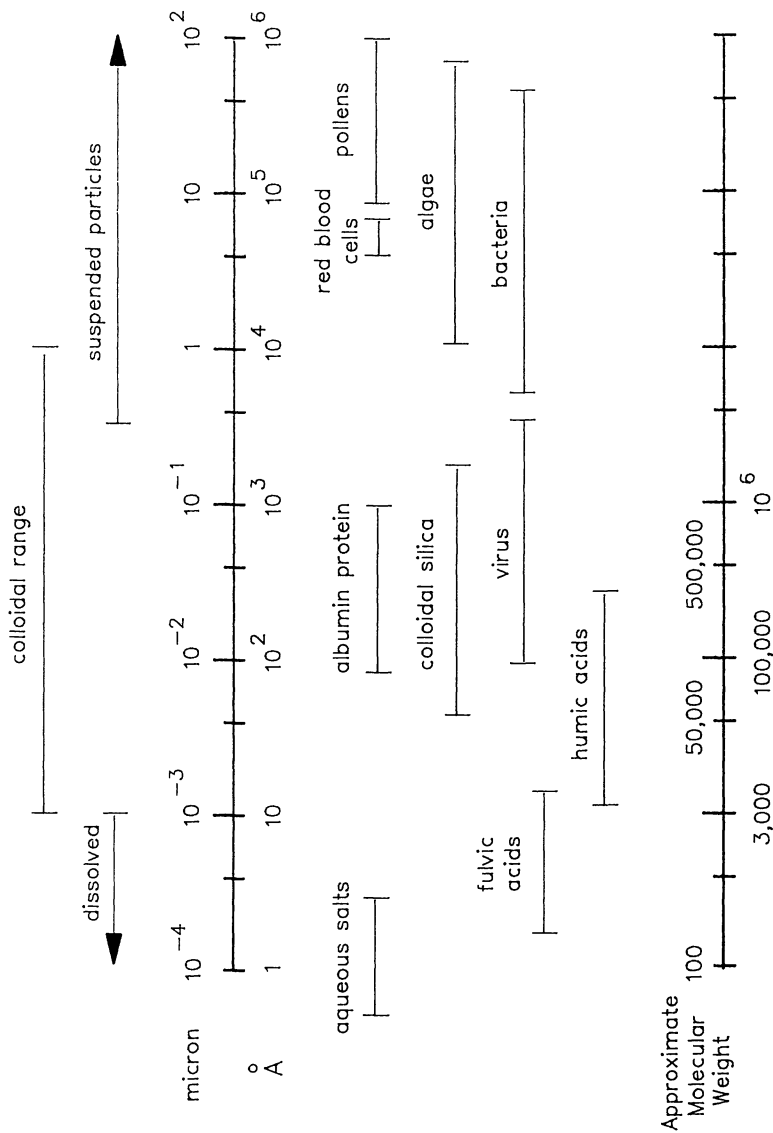 colloidal range
dissolved
suspended particles
micron
10^-4
10^-3
10^-2
10^-1
1
10
10^2
Å
1
10
10^2
10^3
10^4
10^5
10^6
aqueous salts
albumin protein
red blood
cells
pollens
colloidal silica
algae
fulvic
acids
virus
bacteria
humic acids
Approximate
Molecular
Weight
100
3,000
50,000
100,000
500,000
10^6